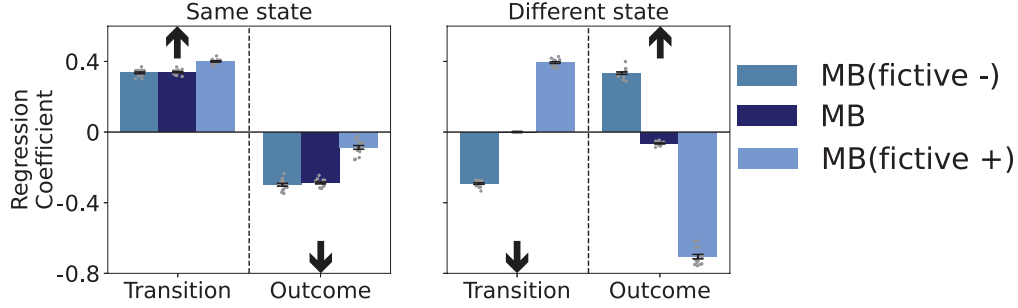 Same state
Different state
Regression
Coefficient
0.4
0
-0.4
-0.8
Transition
Outcome
Transition
Outcome
MB(fictive -)
MB
MB(fictive +)